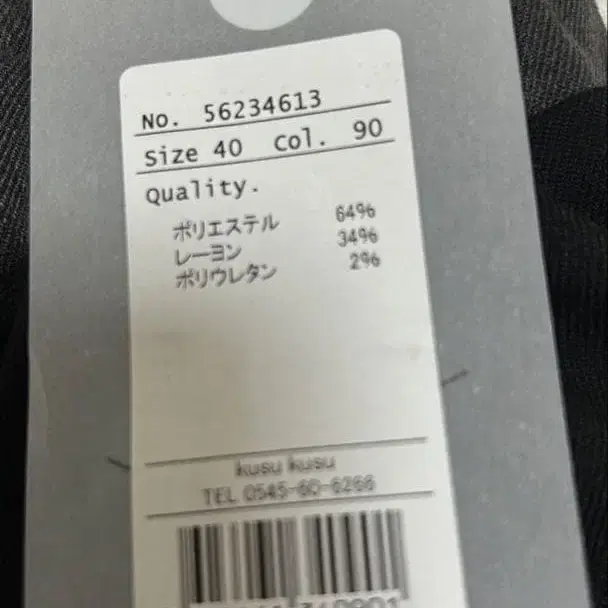 No. 56234613
Size 40 Col. 90
Quality.
ポリエステル 64%
レーヨン 34%
ポリウレタン 2%
kusu kusu
TEL 0545-60-6266